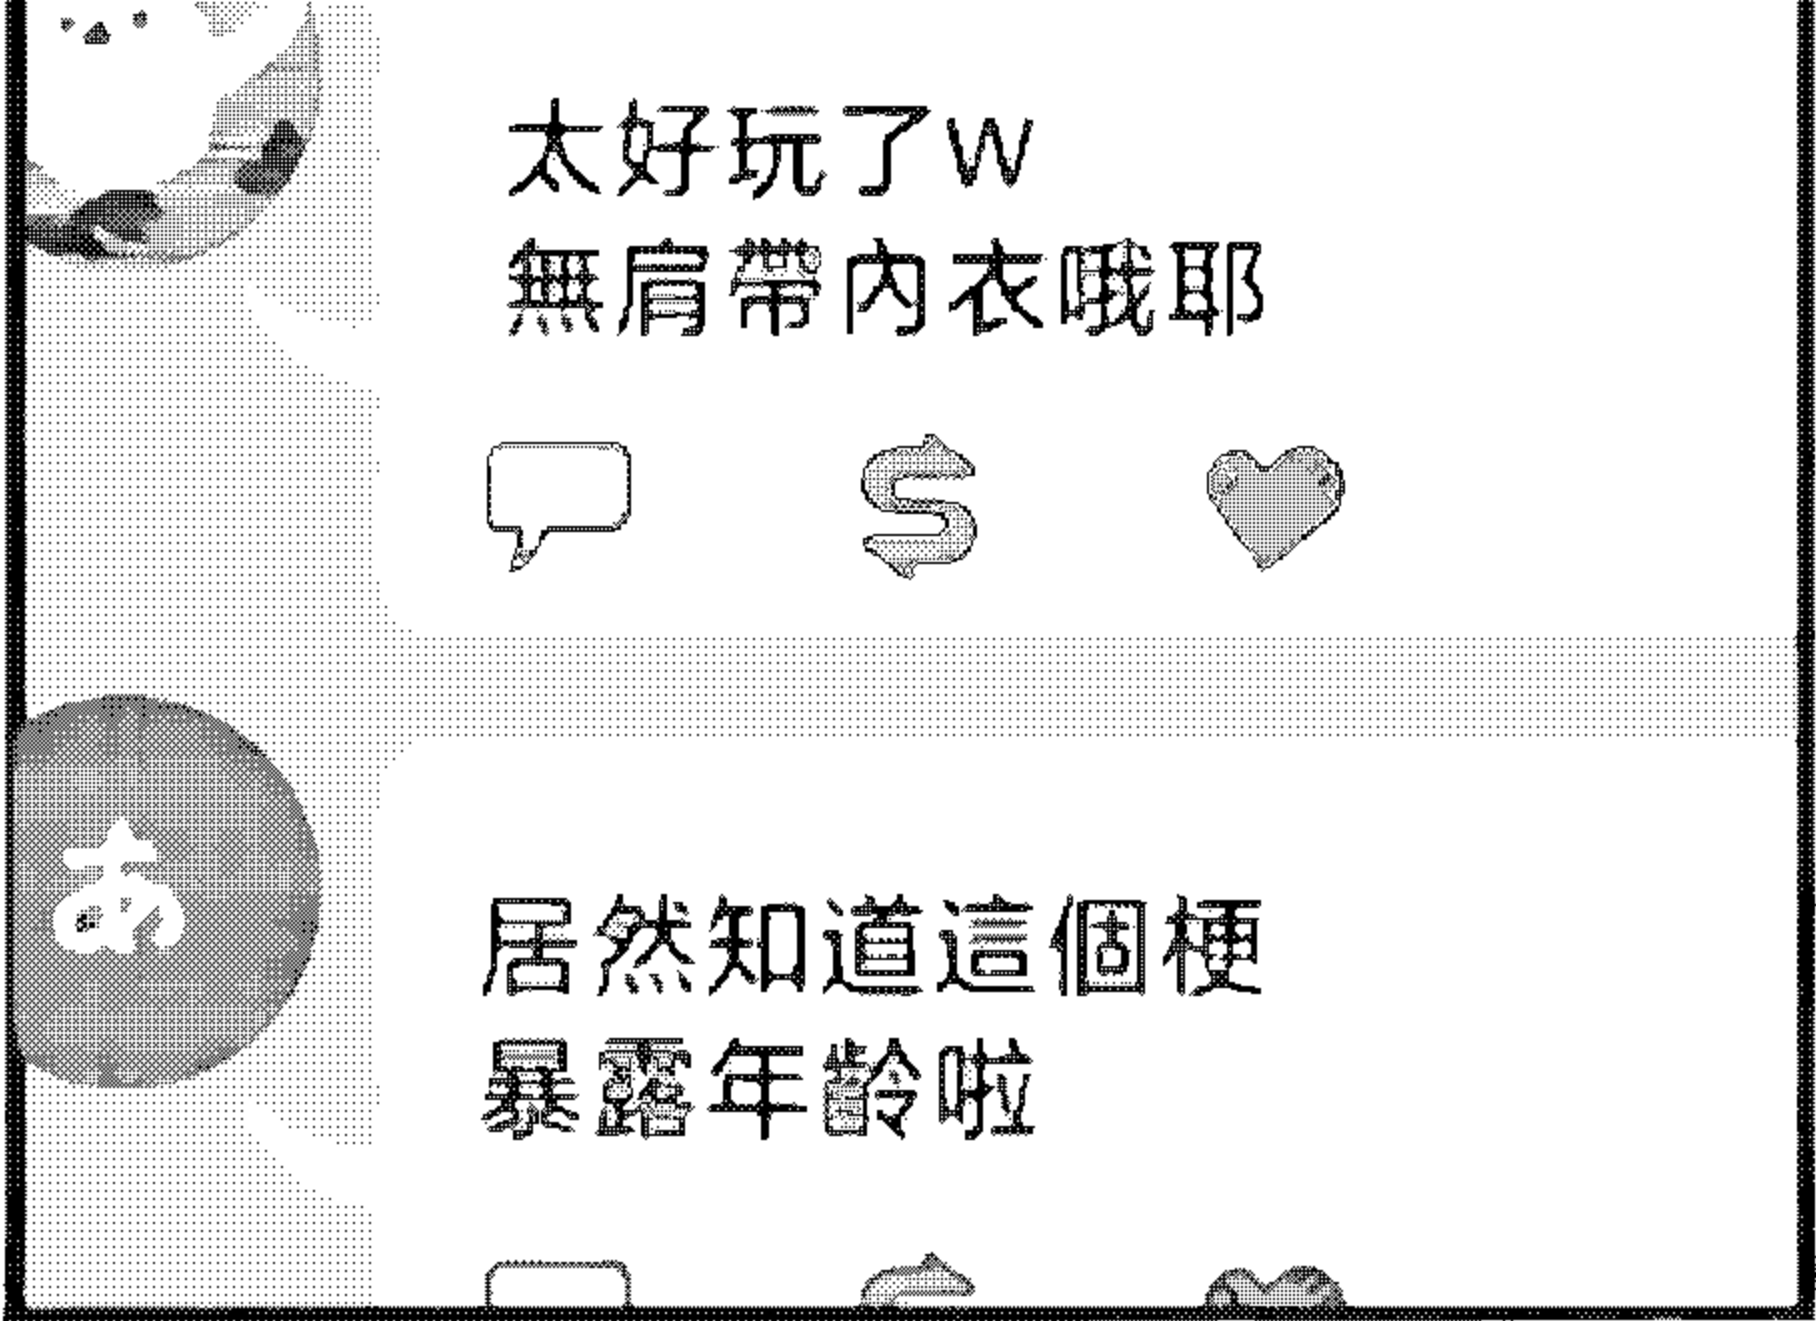 太好玩了w
無肩帶內衣哦耶
あ
居然知道這個梗
暴露年齡啦